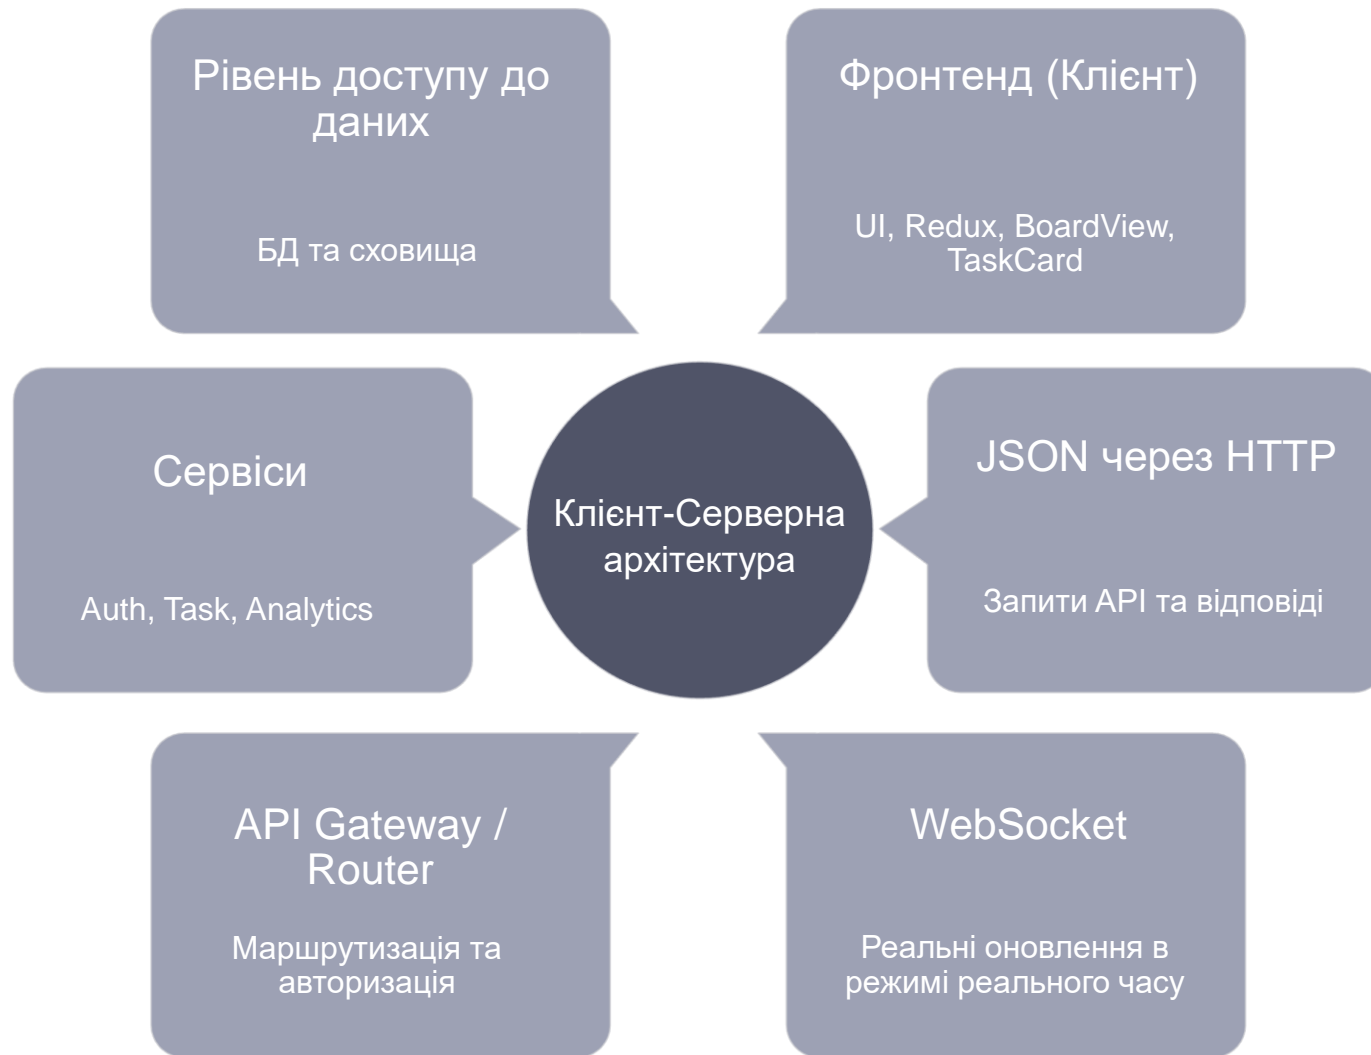 Рівень доступу до
даних
БД та сховища
Фронтенд (Клієнт)
UI, Redux, BoardView,
TaskCard
Сервіси
Auth, Task, Analytics
Клієнт-Серверна
архітектура
JSON через HTTP
Запити API та відповіді
API Gateway /
Router
Маршрутизація та
авторизація
WebSocket
Реальні оновлення в
режимі реального часу